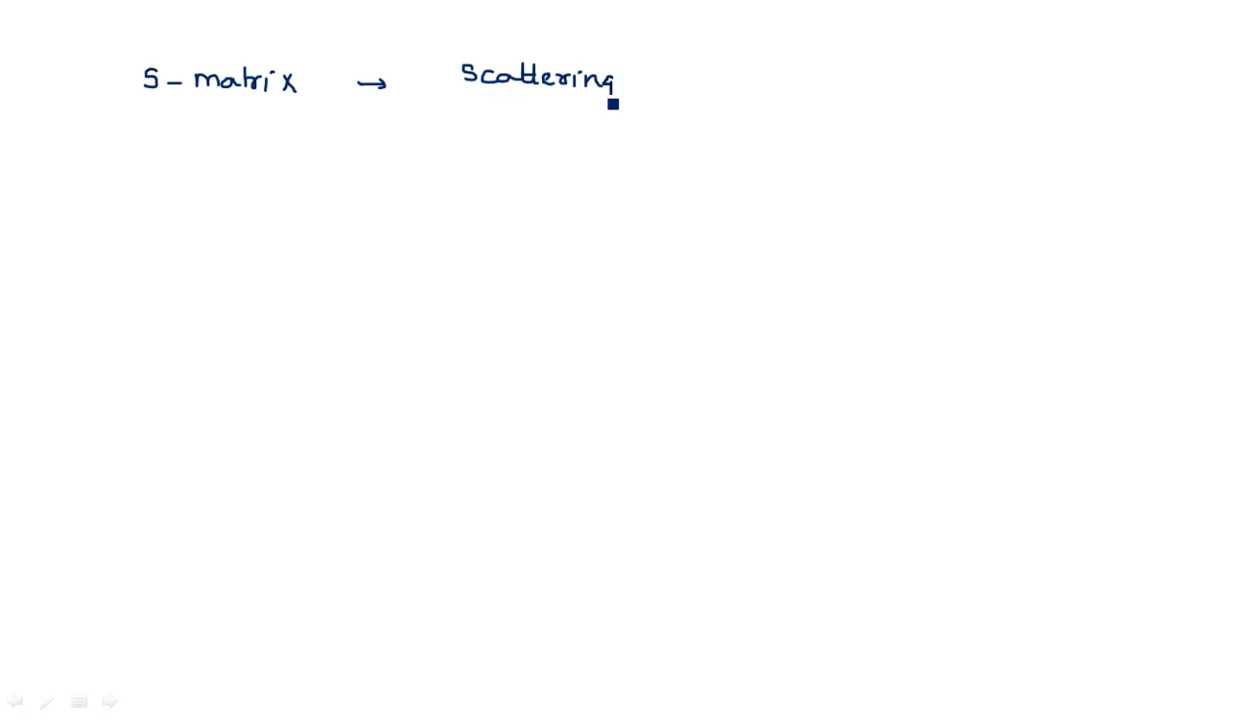 S - matrix → Scattering